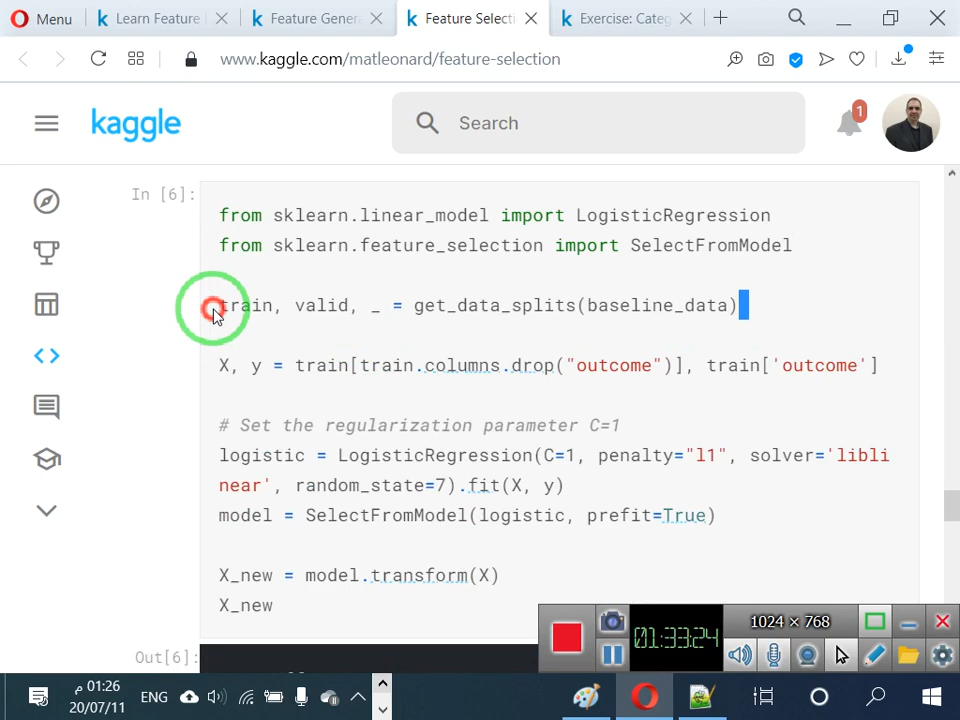 Menu
Learn Feature
Feature Gener
Feature Selecti
Exercise: Categ
www.kaggle.com/matleonard/feature-selection
kaggle
Search
1
In [6]:
from sklearn.linear_model import LogisticRegression
from sklearn.feature_selection import SelectFromModel
train, valid, _ = get_data_splits(baseline_data)
X, y = train[train.columns.drop("outcome")], train['outcome']
# Set the regularization parameter C=1
logistic = LogisticRegression(C=1, penalty="l1", solver='libli
near', random_state=7).fit(X, y)
model = SelectFromModel(logistic, prefit=True)
X_new = model.transform(X)
X_new
Out[6]:
01:33:24
1024 × 768
01:26 م
20/07/11
ENG